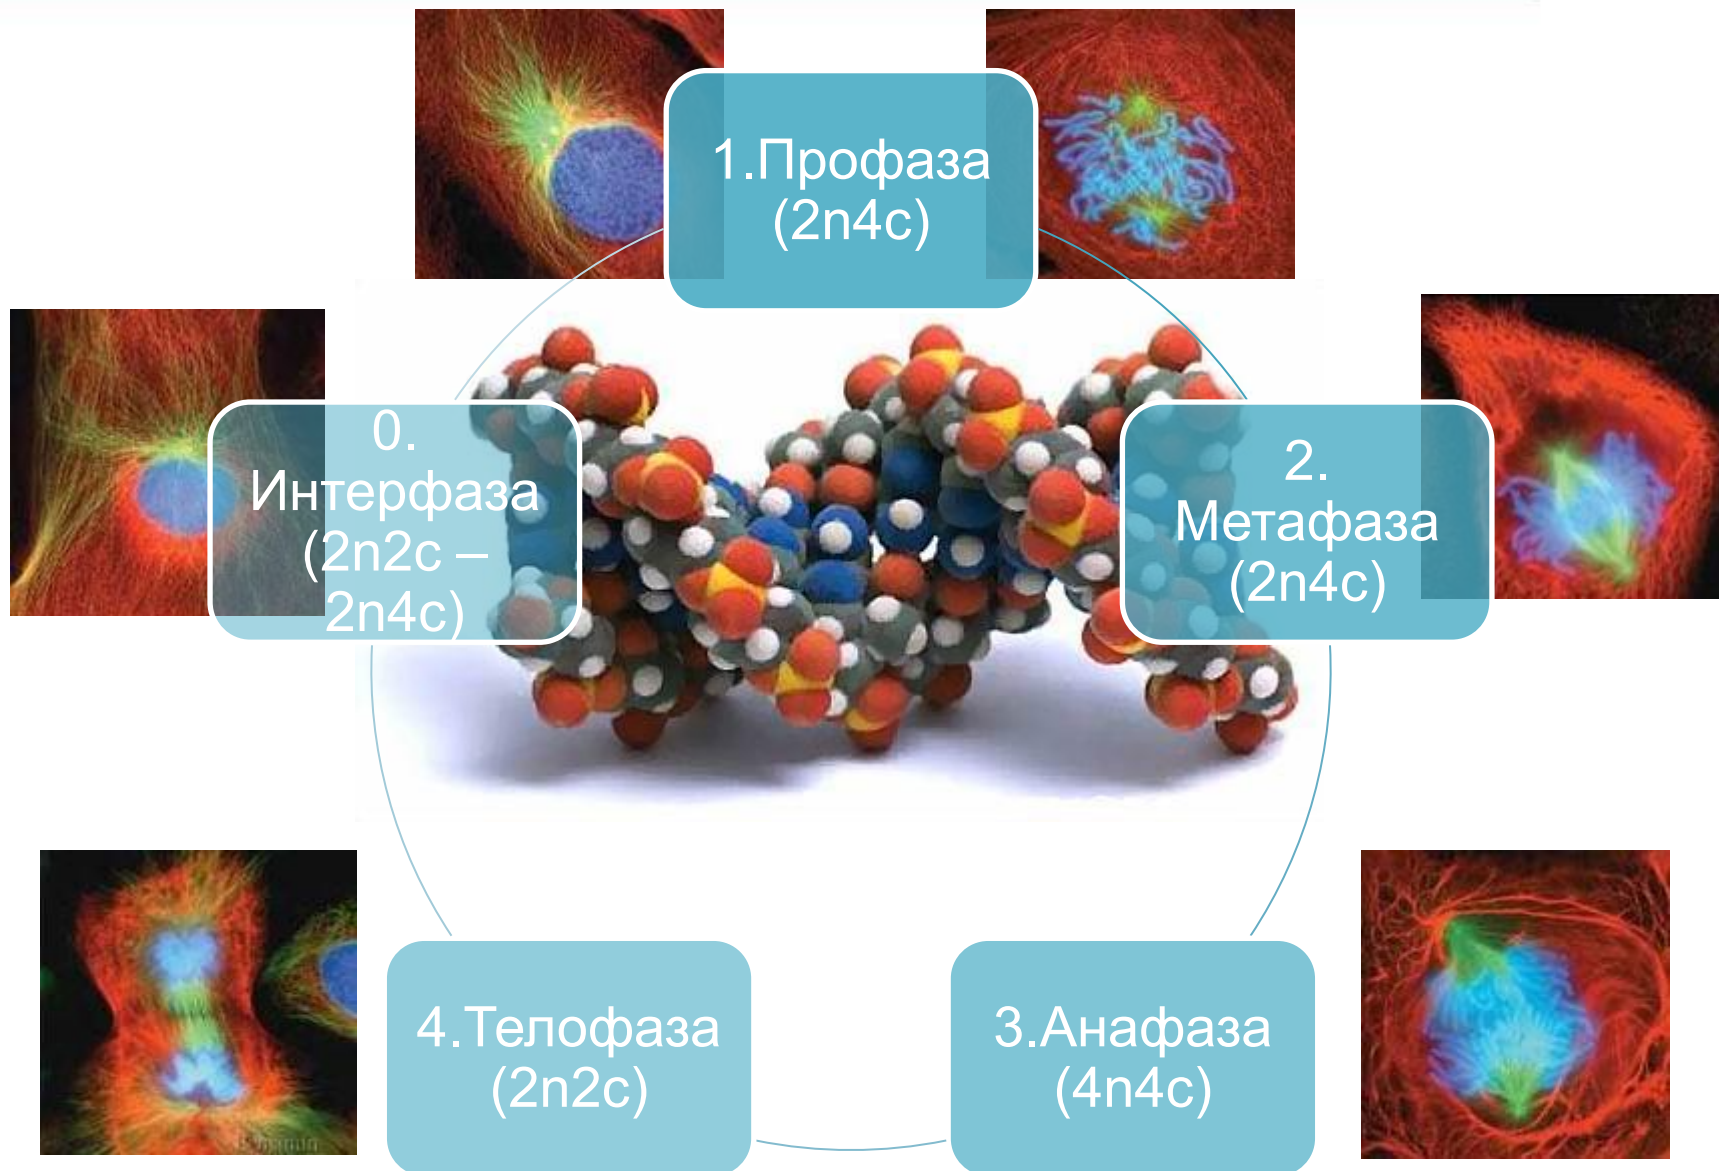 1.Профаза
(2n4c)
0.
Интерфаза
(2n2c –
2n4c)
2.
Метафаза
(2n4c)
4.Телофаза
(2n2c)
3.Анафаза
(4n4c)